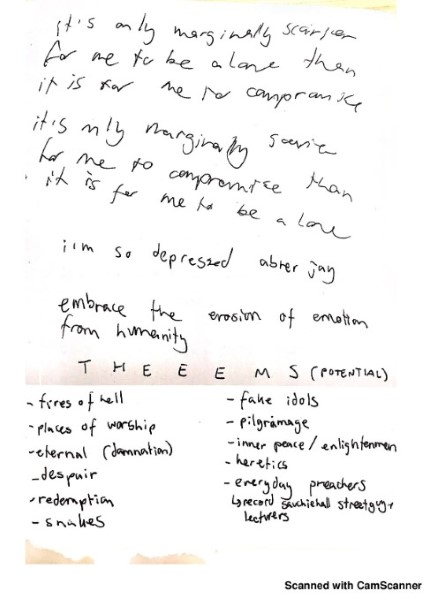 it's only marginally scarier
for me to be alone than
it is for me to compromise
it's only marginally scarier
for me to compromise than
it is for me to be alone
i'm so depressed after jay
embrace the erosion of emotion
from humanity
T H E E E M S (POTENTIAL)
- fires of hell
- places of worship
- eternal (damnation)
- despair
- redemption
- snakes
- fake idols
- pilgramage
- inner peace / enlightenmen
- heretics
- everyday preachers
↳ record sauchiehall street guy +
lecturers
Scanned with CamScanner